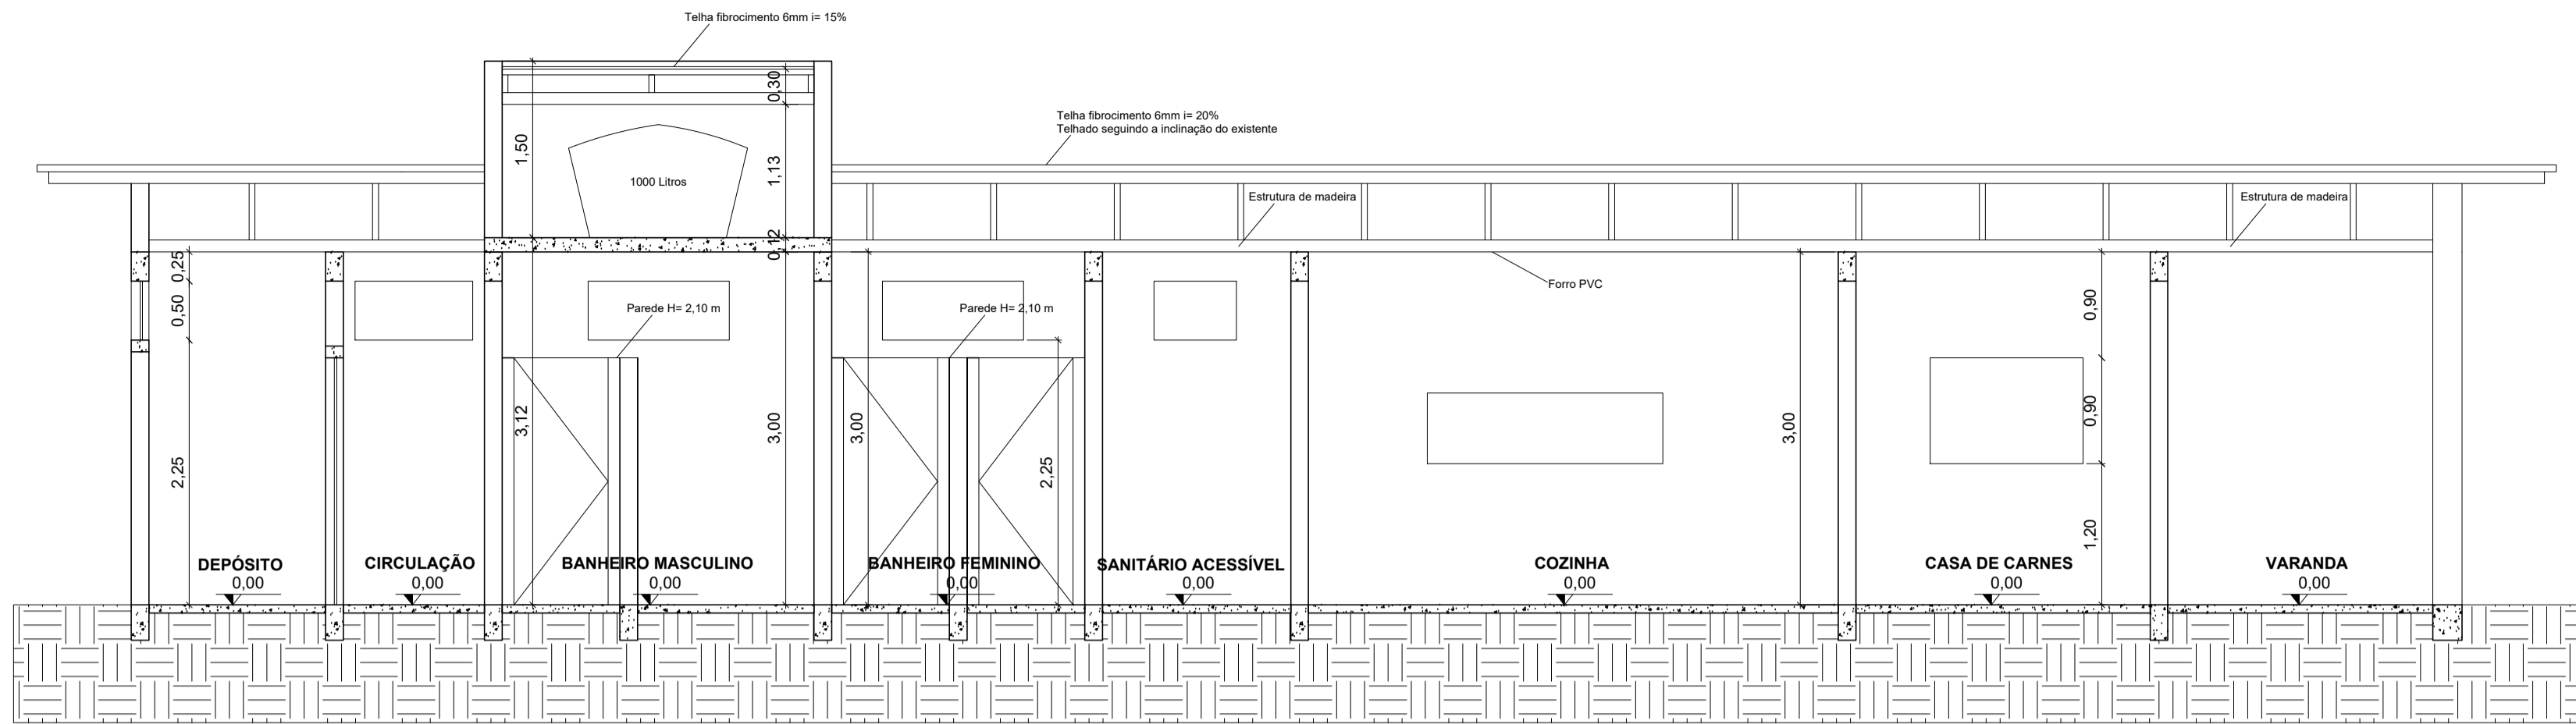 Telha fibrocimento 6mm i= 15%
0,30
Telha fibrocimento 6mm i= 20%
Telhado seguindo a inclinação do existente
1,50
1,13
1000 Litros
Estrutura de madeira
Estrutura de madeira
0,12
0,25
0,50
Forro PVC
0,90
Parede H= 2,10 m
Parede H= 2,10 m
3,12
3,00
3,00
3,00
0,90
2,25
2,25
1,20
DEPÓSITO
0,00
CIRCULAÇÃO
0,00
BANHEIRO MASCULINO
0,00
BANHEIRO FEMININO
0,00
SANITÁRIO ACESSÍVEL
0,00
COZINHA
0,00
CASA DE CARNES
0,00
VARANDA
0,00